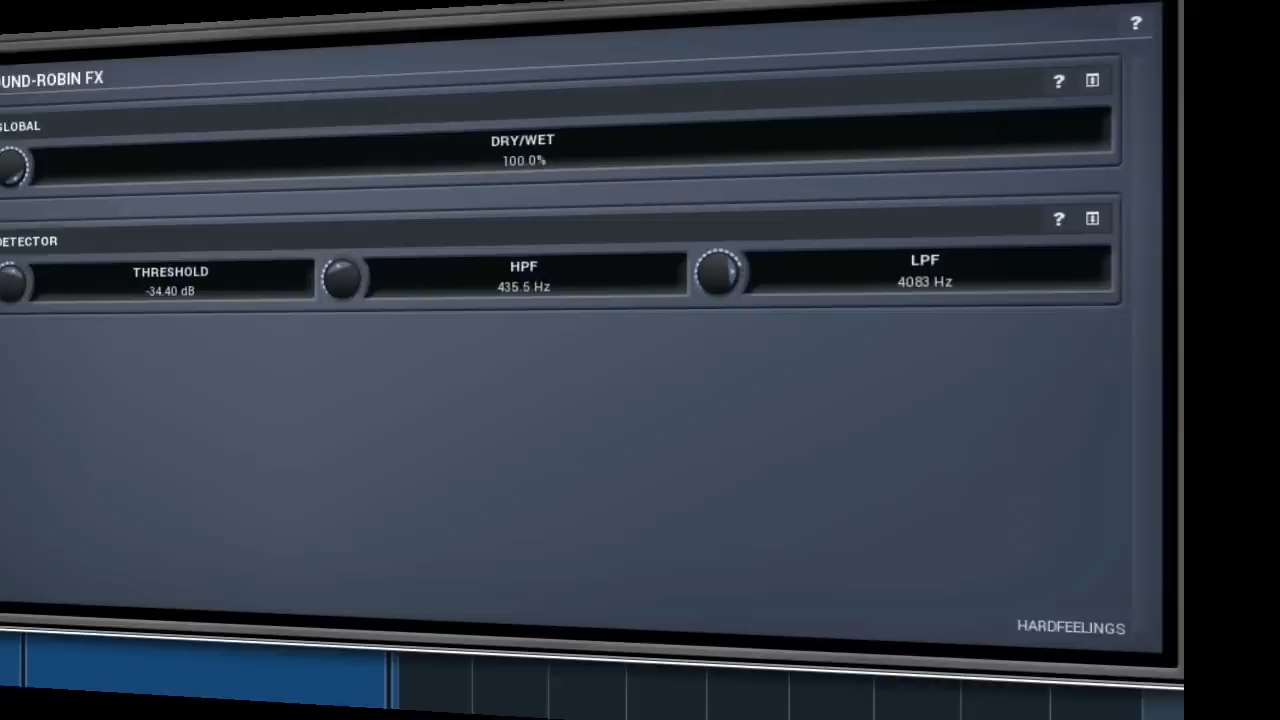 ?
UND-ROBIN FX
?
GLOBAL
DRY/WET
100.0%
?
DETECTOR
THRESHOLD
-34.40 dB
HPF
435.5 Hz
LPF
4083 Hz
HARDFEELINGS